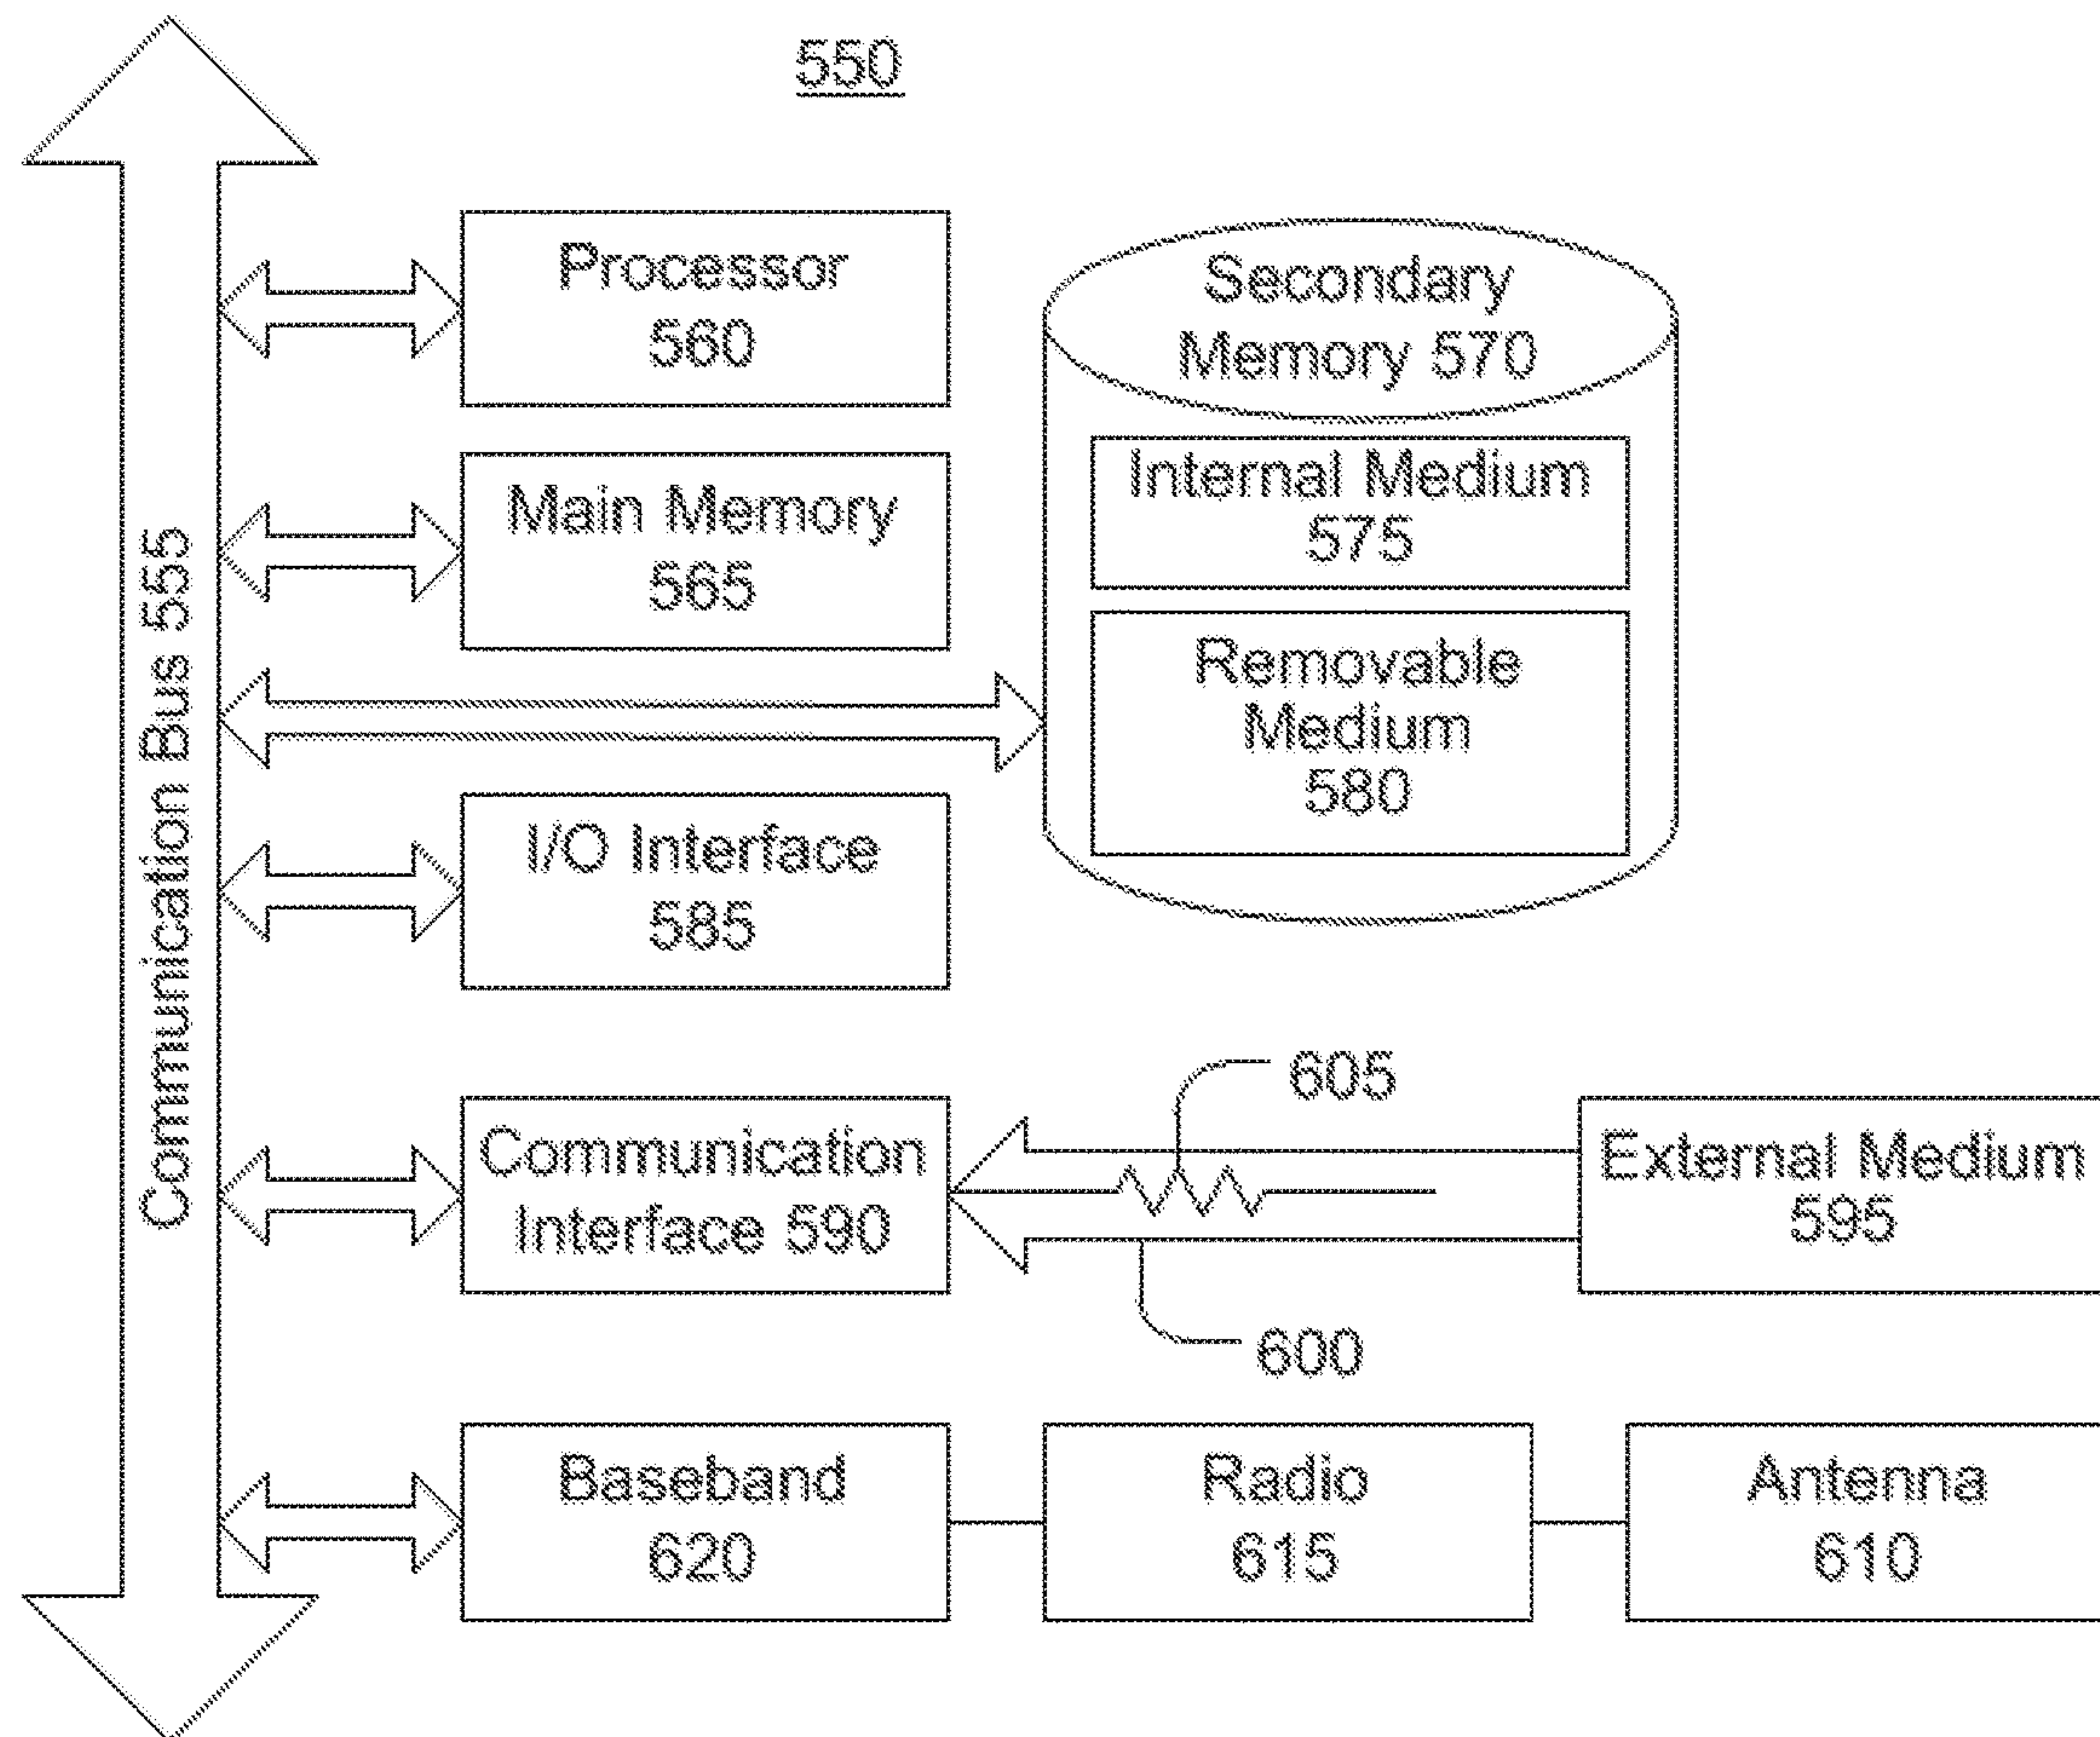 550
Communication Bus 555
Processor
560
Secondary
Memory 570
Main Memory
565
Internal Medium
575
Removable
Medium
580
I/O Interface
585
Communication
Interface 590
605
600
External Medium
595
Baseband
620
Radio
615
Antenna
610